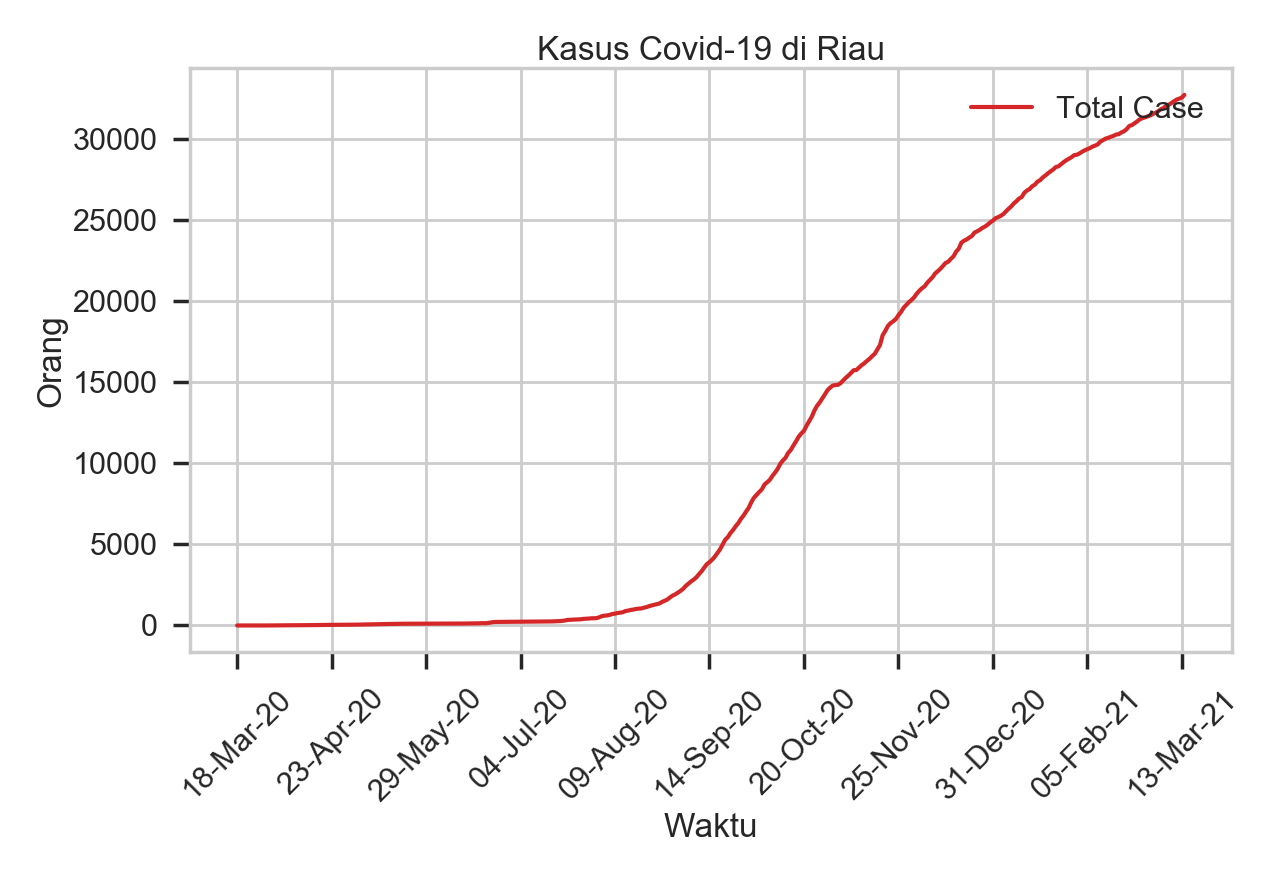 Kasus Covid-19 di Riau
Total Case
Orang
30000
25000
20000
15000
10000
5000
0
18-Mar-20
23-Apr-20
29-May-20
04-Jul-20
09-Aug-20
14-Sep-20
20-Oct-20
25-Nov-20
31-Dec-20
05-Feb-21
13-Mar-21
Waktu